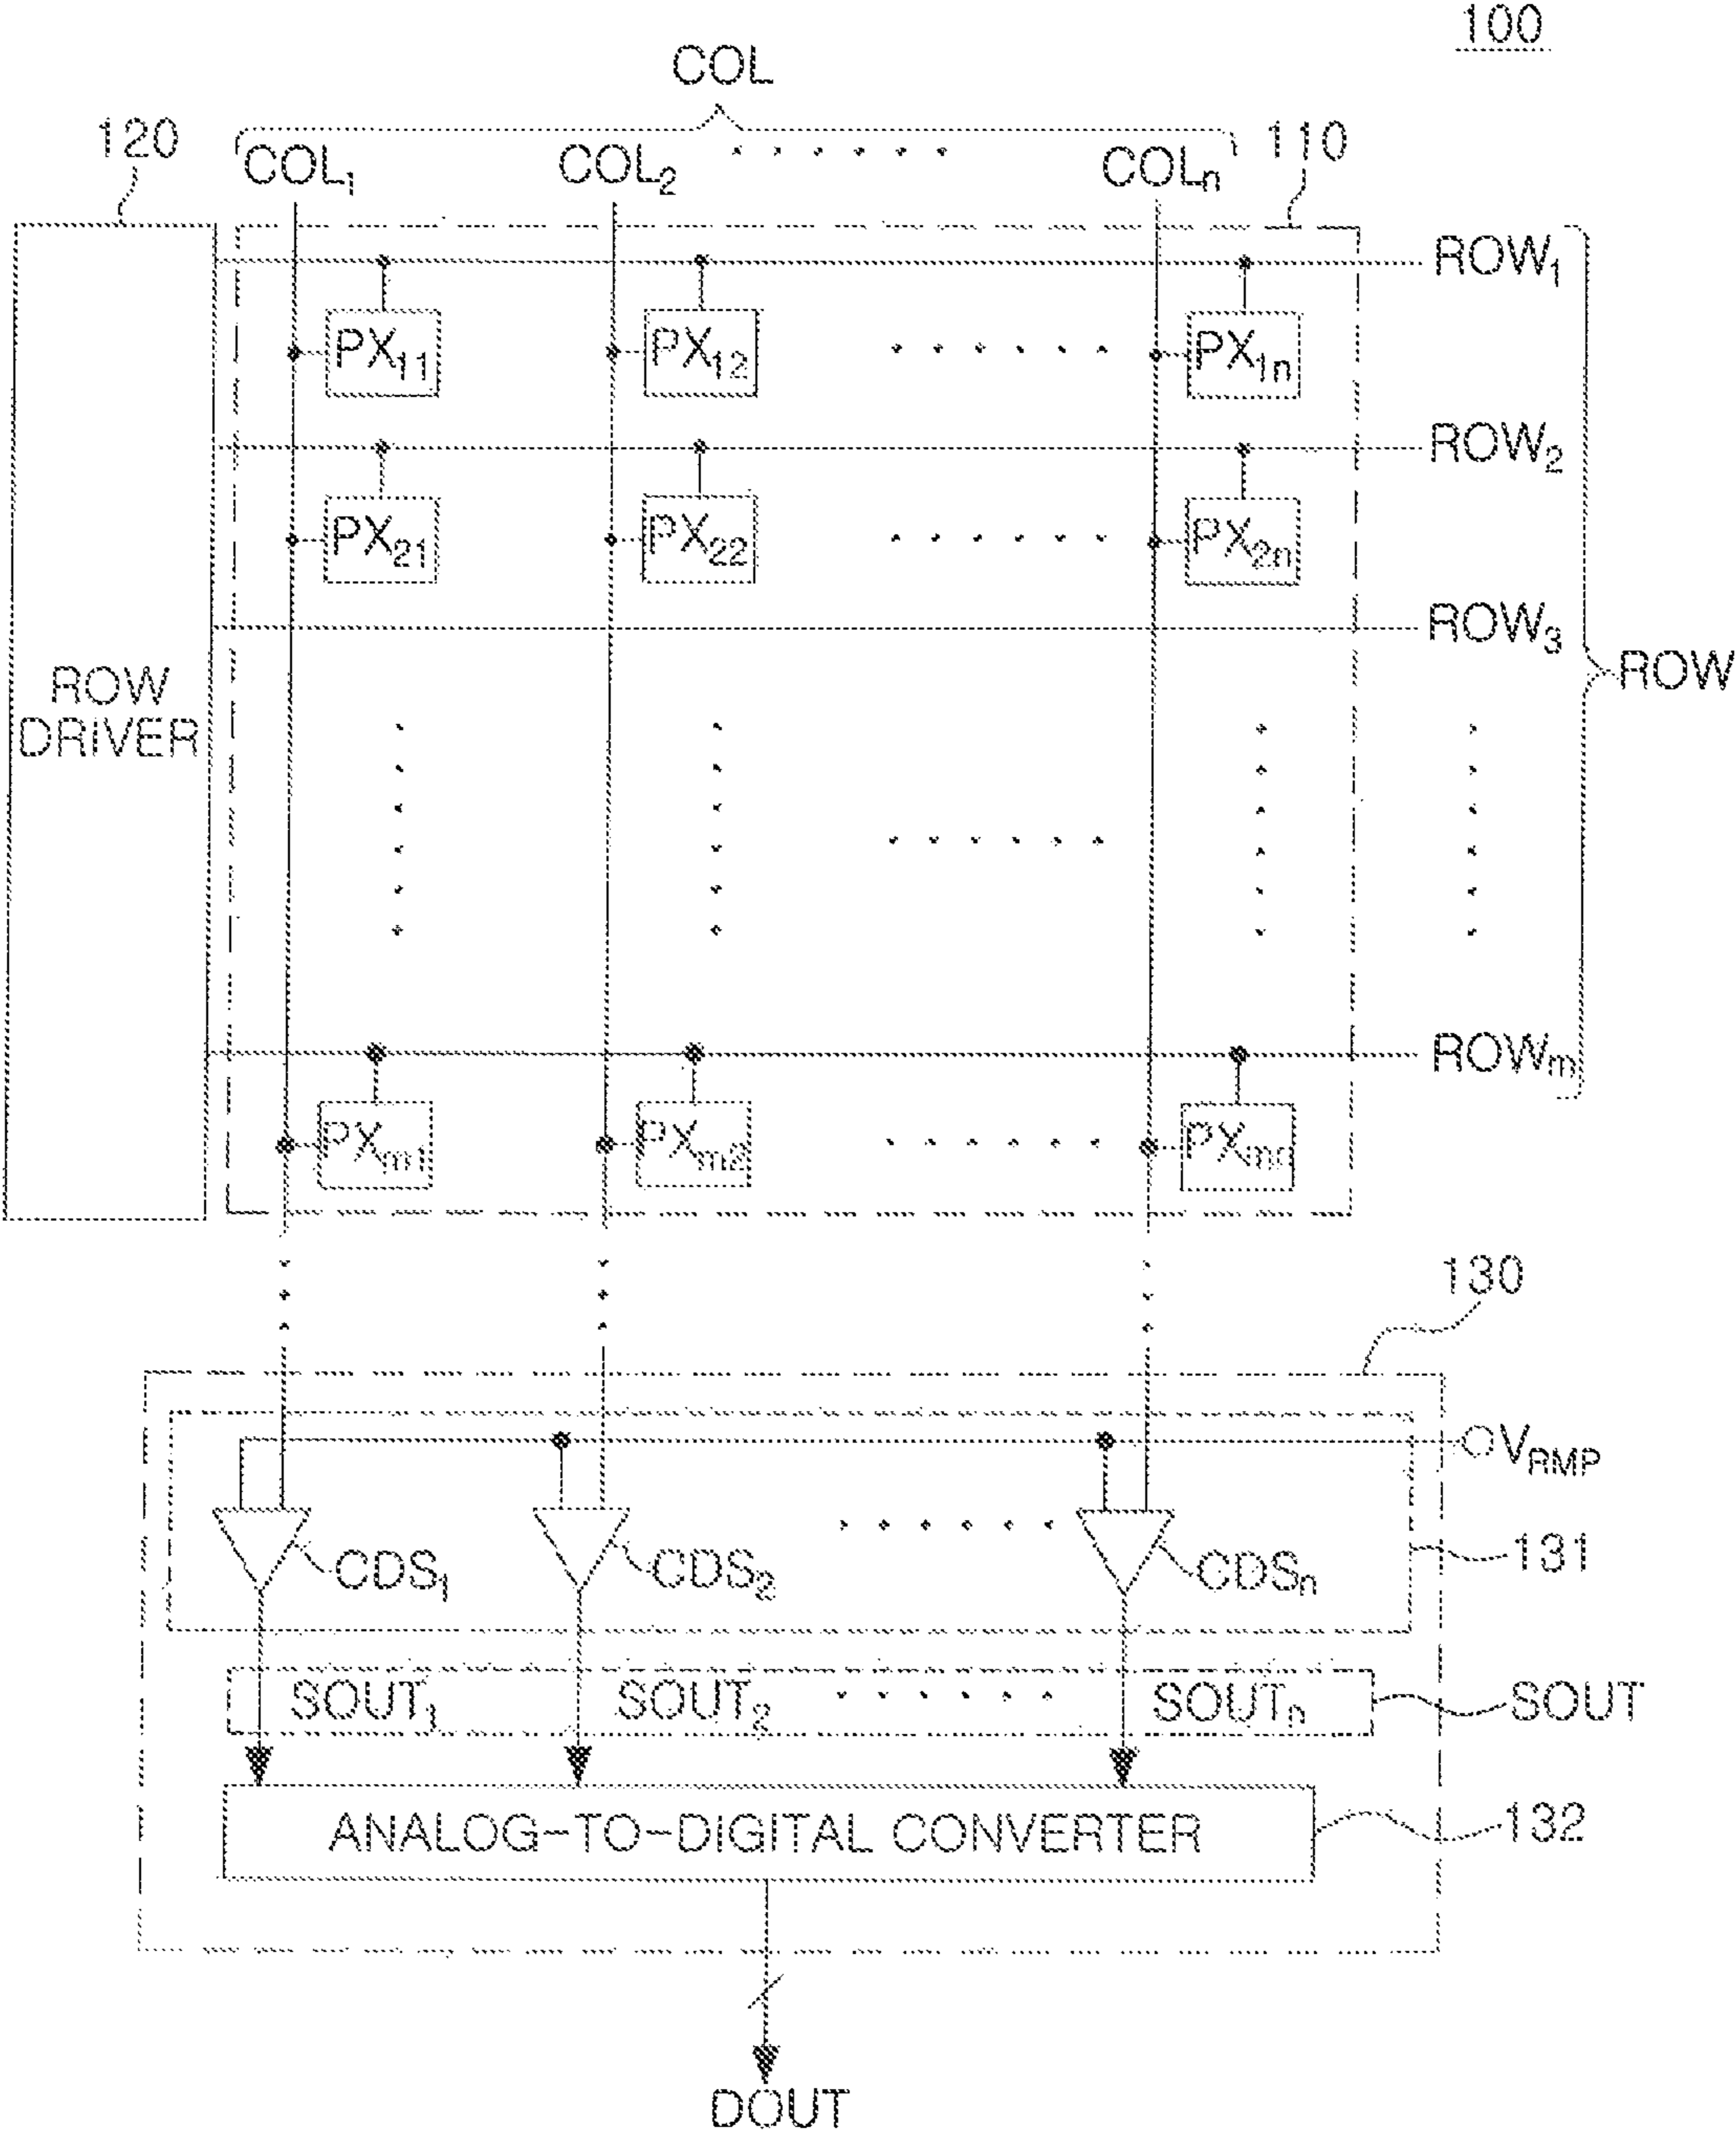 100
COL
120
COL₁ COL₂ COLₙ
110
ROW₁
PX₁₁ PX₁₂ PX₁ₙ
ROW₂
PX₂₁ PX₂₂ PX₂ₙ
ROW₃
ROW
ROW
DRIVER
ROWₘ
PXₘ₁ PXₘ₂ PXₘₙ
130
V_RMP
CDS₁ CDS₂ CDSₙ
131
SOUT₁ SOUT₂ SOUTₙ
SOUT
ANALOG-TO-DIGITAL CONVERTER
132
DOUT